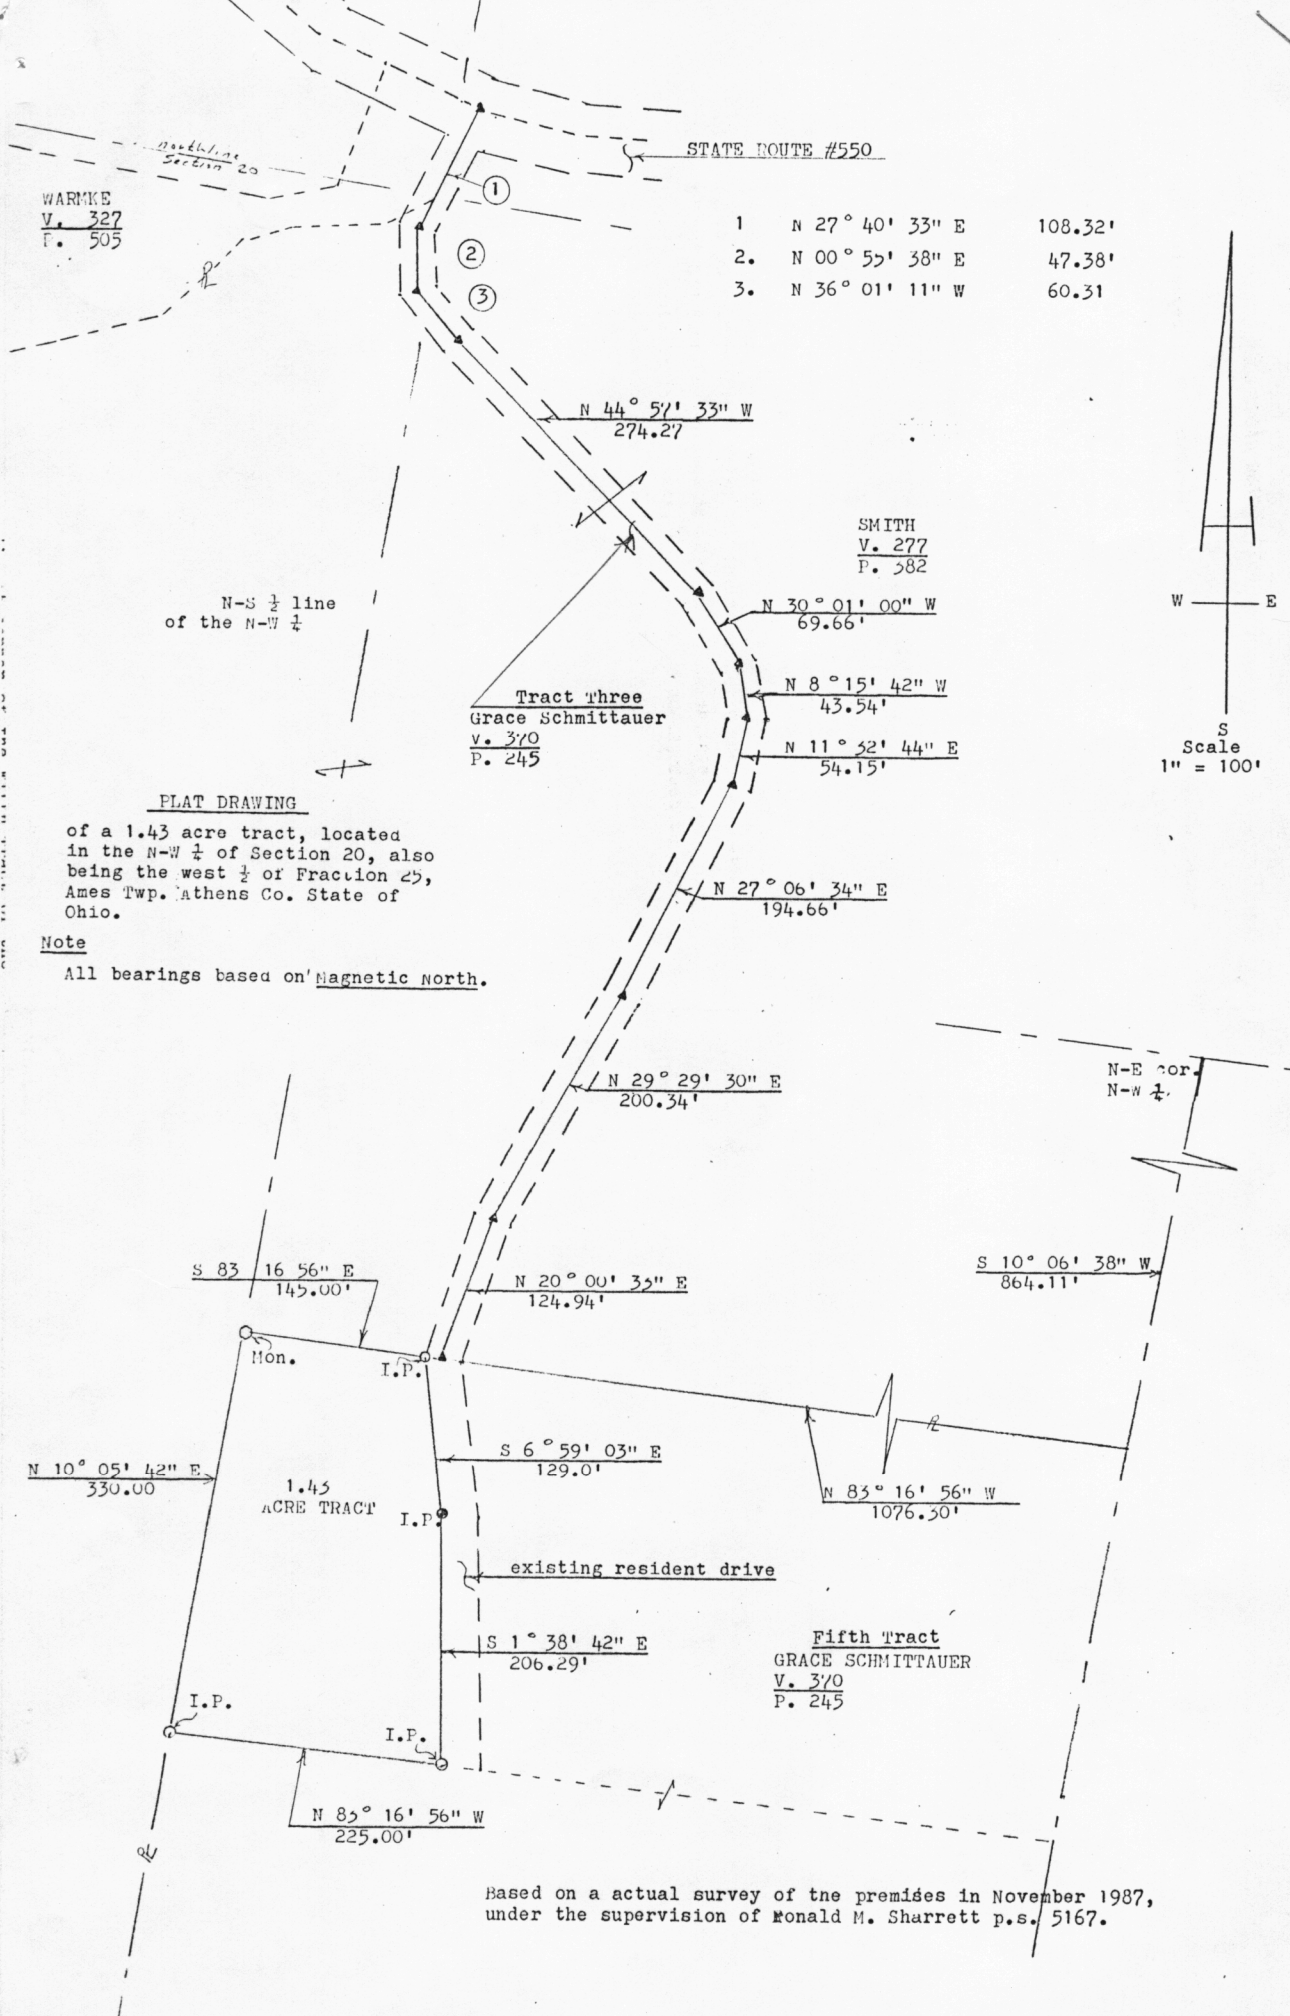 northline
Section 20
STATE ROUTE #550
WARMKE
V. 327
P. 505
1
2
3
1 N 27° 40' 33" E 108.32'
2. N 00° 55' 38" E 47.38'
3. N 36° 01' 11" W 60.31
N 44° 57' 33" W
274.27
SMITH
V. 277
P. 382
N-S ½ line
of the N-W ¼
N 30° 01' 00" W
69.66'
W E
S
Scale
1" = 100'
Tract Three
Grace Schmittauer
V. 370
P. 245
N 8° 15' 42" W
43.54'
N 11° 32' 44" E
54.15'
PLAT DRAWING
of a 1.43 acre tract, located
in the N-W ¼ of Section 20, also
being the west ½ of Fraction 25,
Ames Twp. Athens Co. State of
Ohio.
Note
All bearings based on Magnetic North.
N 27° 06' 34" E
194.66'
N 29° 29' 30" E
200.34'
N-E cor.
N-W ¼.
S 83 16 56" E
145.00'
N 20° 00' 35" E
124.94'
S 10° 06' 38" W
864.11'
Mon.
I.P.
N 10° 05' 42" E
330.00
1.43
ACRE TRACT
S 6° 59' 03" E
129.0'
I.P.
N 83° 16' 56" W
1076.30'
existing resident drive
S 1° 38' 42" E
206.29'
Fifth Tract
GRACE SCHMITTAUER
V. 370
P. 245
I.P.
I.P.
N 83° 16' 56" W
225.00'
Based on a actual survey of the premises in November 1987,
under the supervision of Ronald M. Sharrett p.s. 5167.